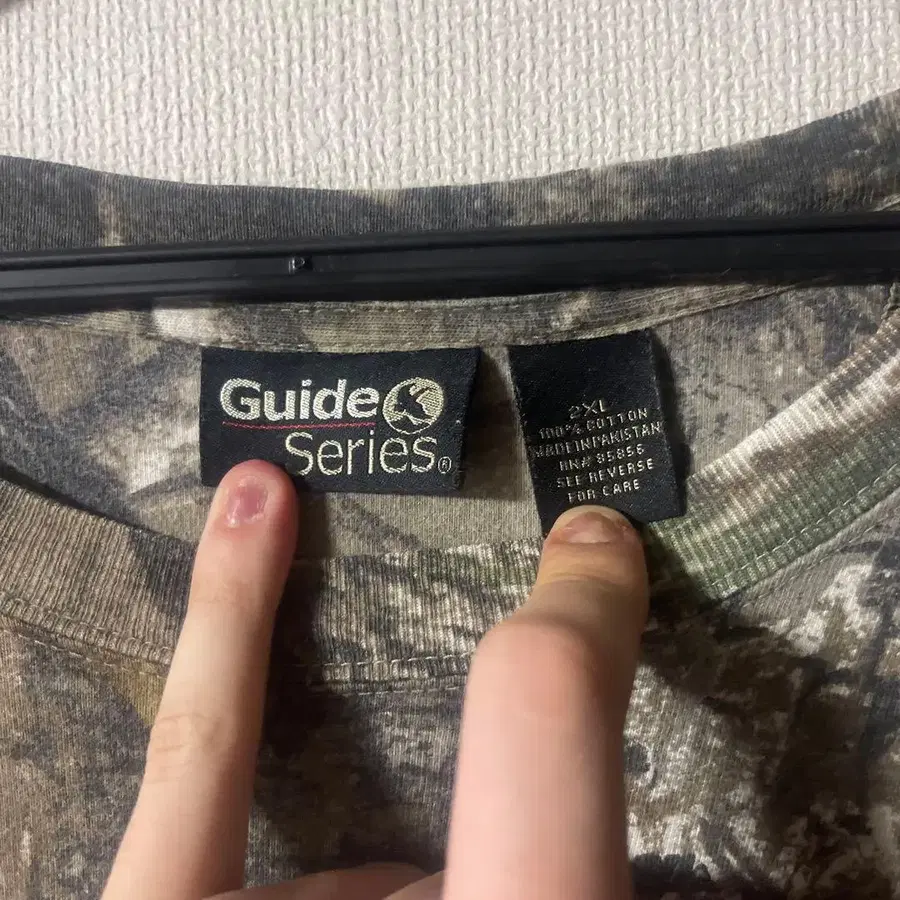 Guide
Series®
2XL
100% COTTON
MADE IN PAKISTAN
RN# 85856
SEE REVERSE
FOR CARE